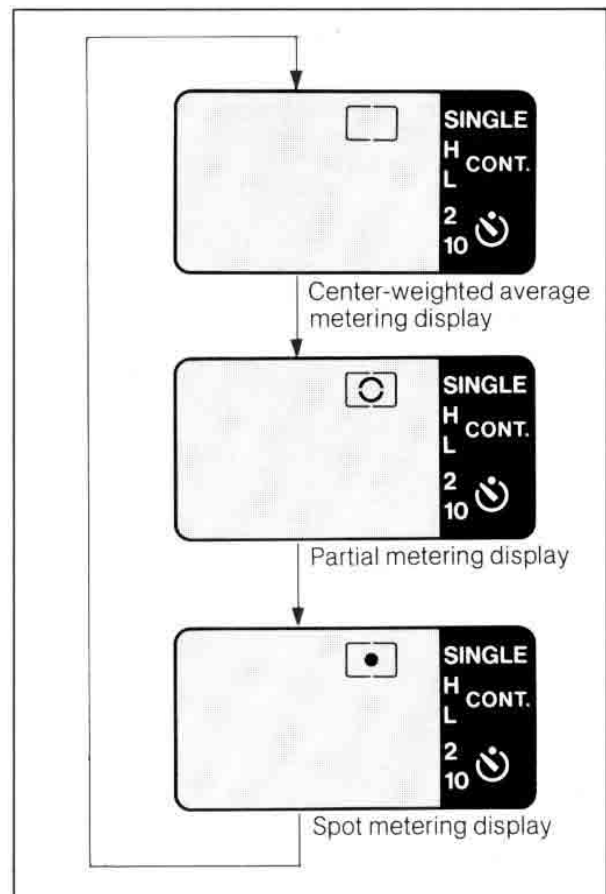 SINGLE
H
L CONT.
2
10
Center-weighted average
metering display
SINGLE
H
L CONT.
2
10
Partial metering display
SINGLE
H
L CONT.
2
10
Spot metering display